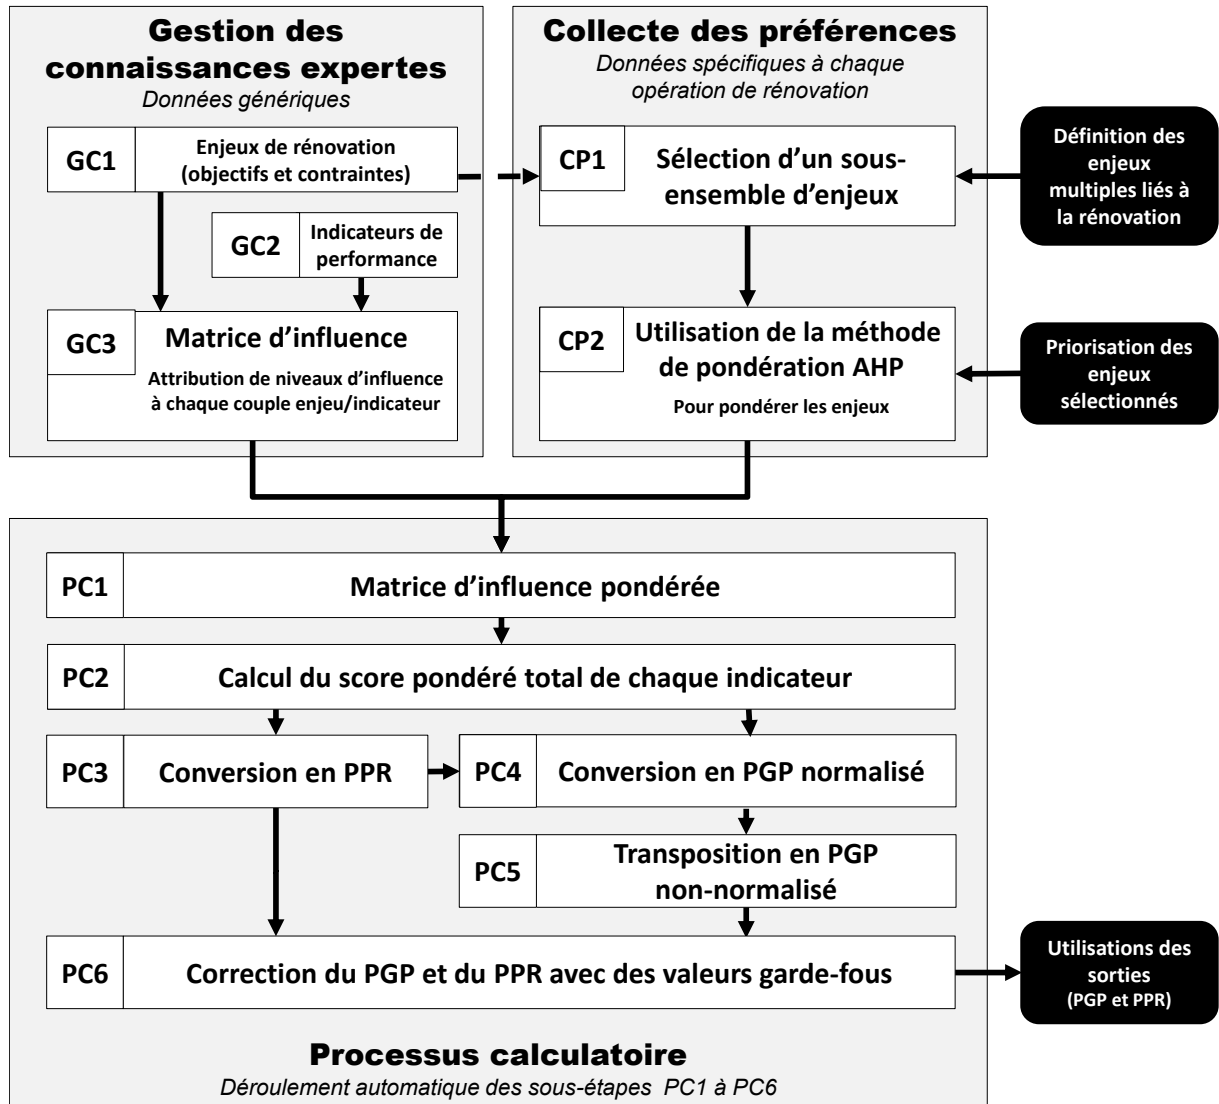 Gestion des
connaissances expertes
Données génériques
GC1
Enjeux de rénovation
(objectifs et contraintes)
GC2
Indicateurs de
performance
GC3
Matrice d’influence
Attribution de niveaux d’influence
à chaque couple enjeu/indicateur
Collecte des préférences
Données spécifiques à chaque
opération de rénovation
CP1
Sélection d’un sous-
ensemble d’enjeux
CP2
Utilisation de la méthode
de pondération AHP
Pour pondérer les enjeux
Définition des
enjeux
multiples liés à
la rénovation
Priorisation des
enjeux
sélectionnés
PC1
Matrice d’influence pondérée
PC2
Calcul du score pondéré total de chaque indicateur
PC3
Conversion en PPR
PC4
Conversion en PGP normalisé
PC5
Transposition en PGP
non-normalisé
PC6
Correction du PGP et du PPR avec des valeurs garde-fous
Utilisations des
sorties
(PGP et PPR)
Processus calculatoire
Déroulement automatique des sous-étapes PC1 à PC6